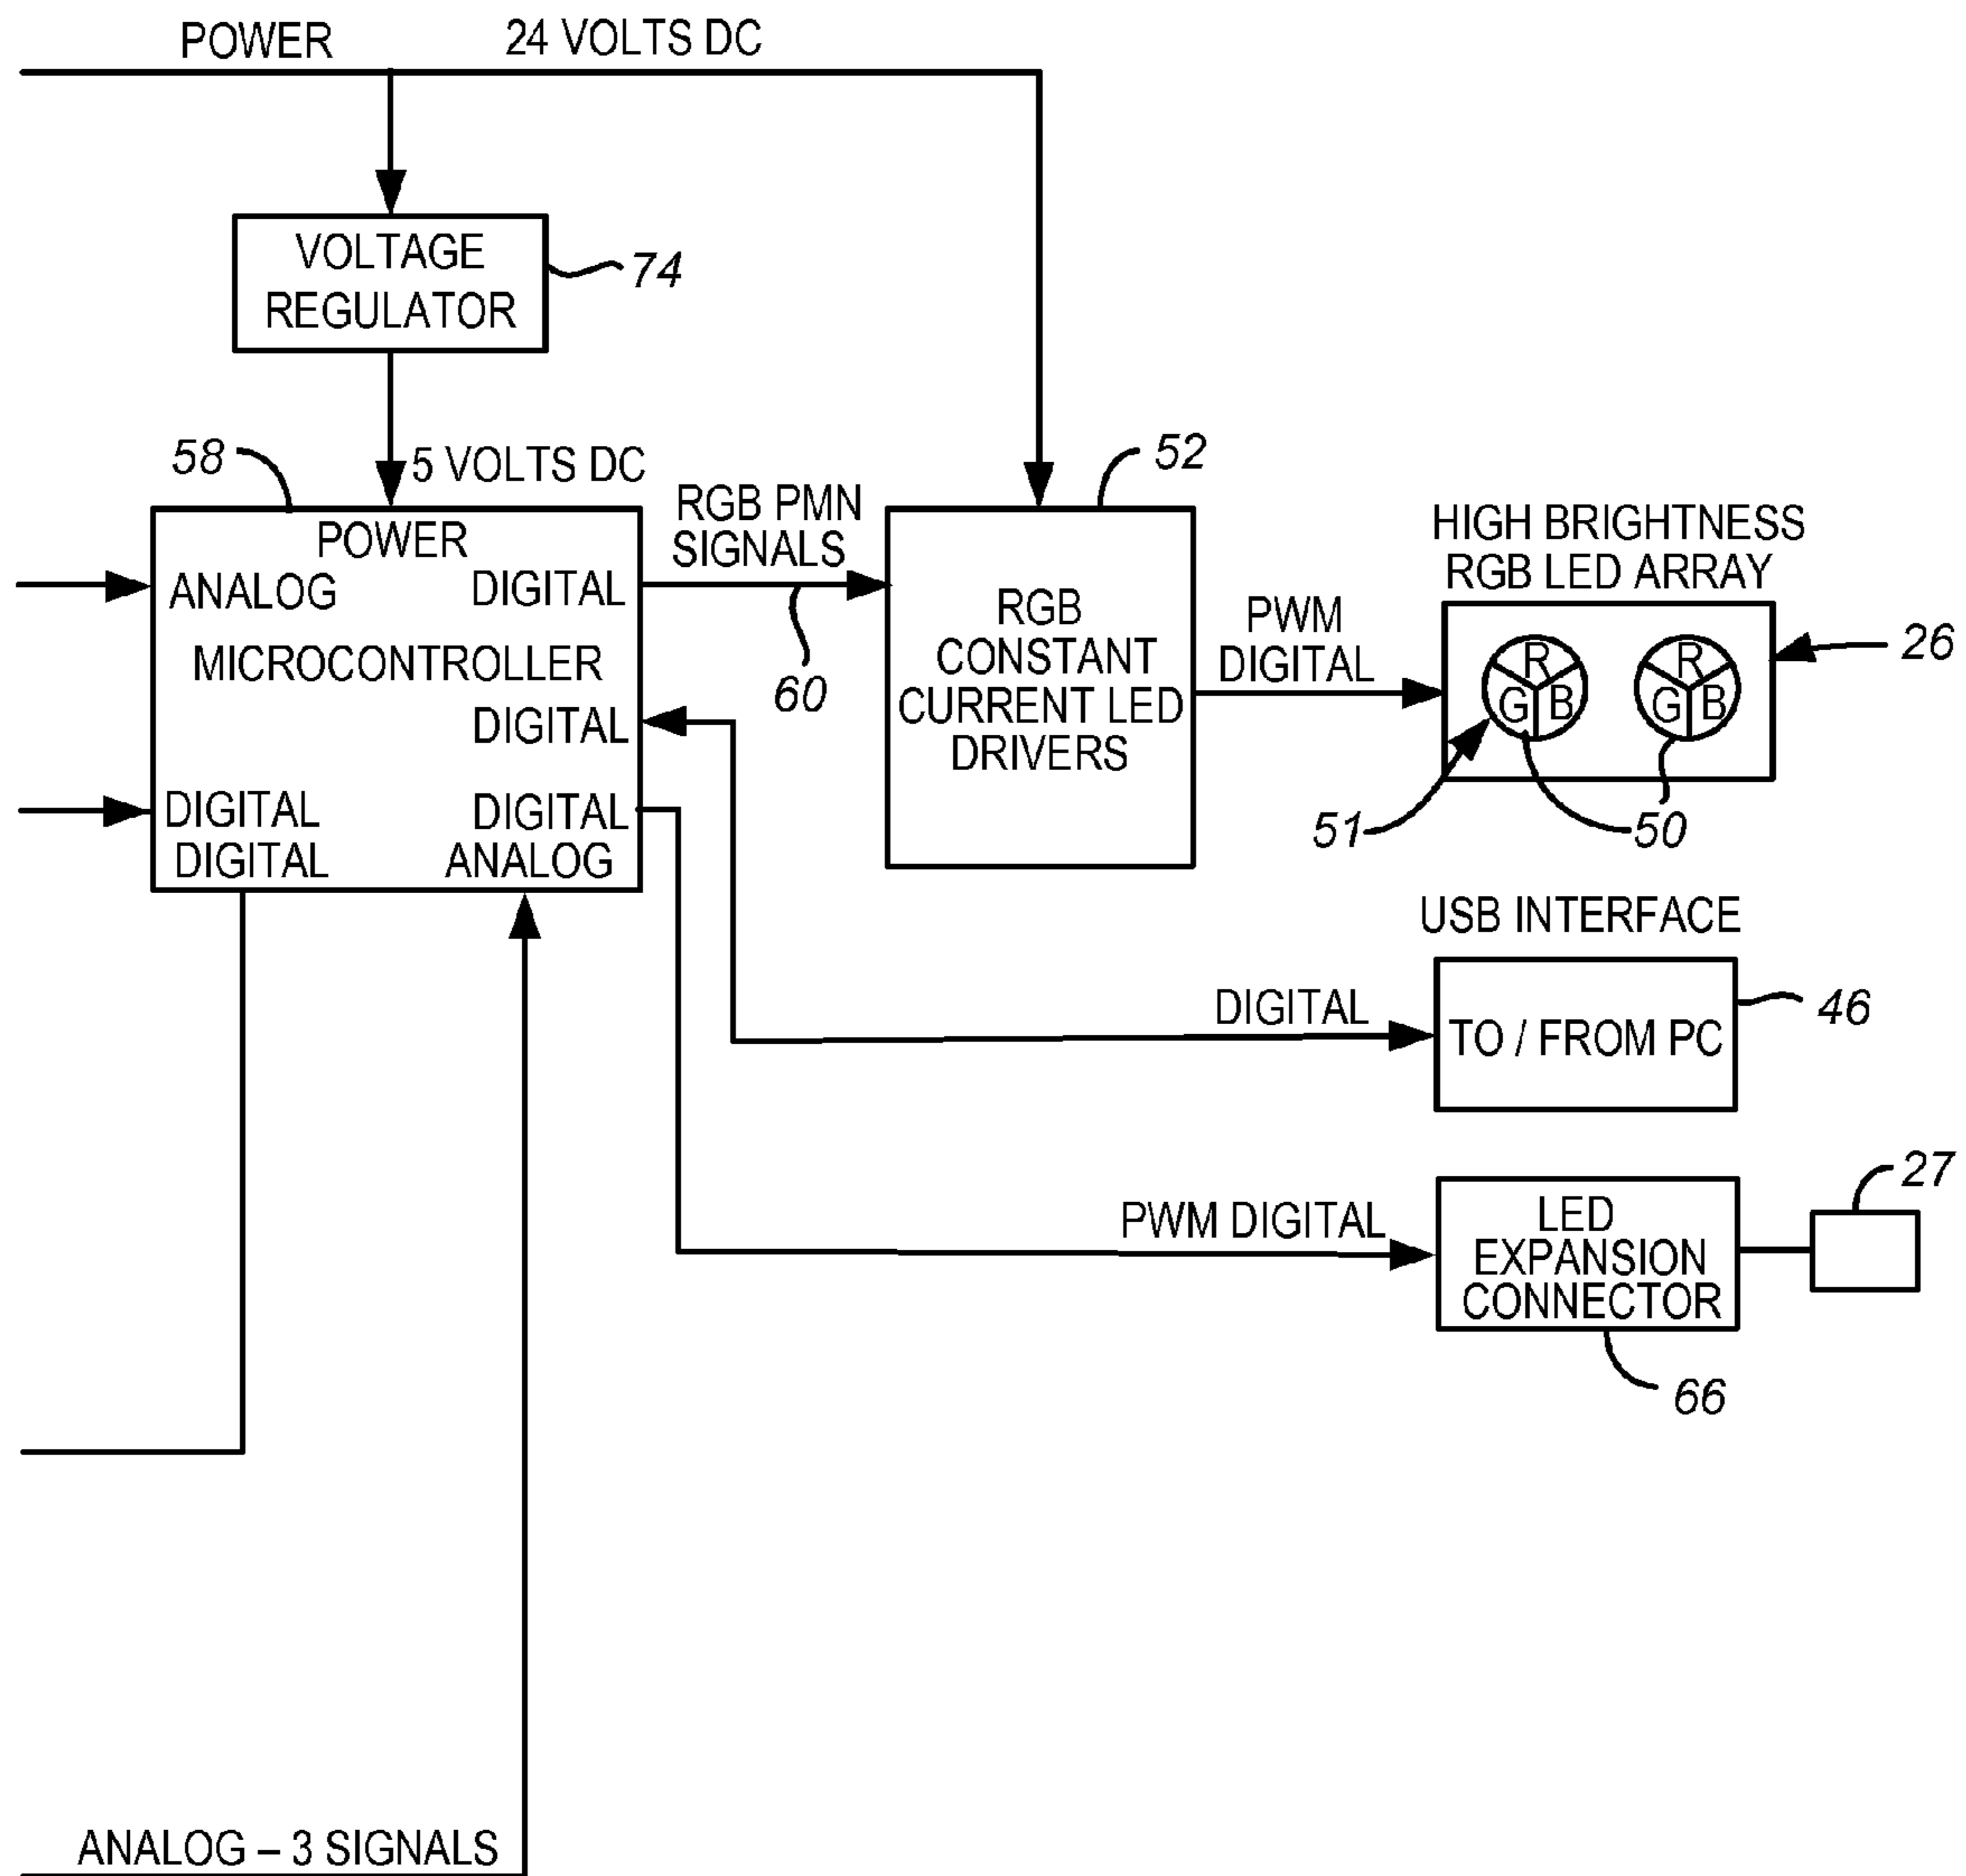 POWER
24 VOLTS DC
VOLTAGE
REGULATOR
74
58
5 VOLTS DC
52
RGB PMN
SIGNALS
POWER
ANALOG
DIGITAL
MICROCONTROLLER
DIGITAL
DIGITAL
DIGITAL
DIGITAL
ANALOG
60
RGB
CONSTANT
CURRENT LED
DRIVERS
PWM
DIGITAL
HIGH BRIGHTNESS
RGB LED ARRAY
R
G
B
R
G
B
26
51
50
USB INTERFACE
DIGITAL
TO / FROM PC
46
PWM DIGITAL
LED
EXPANSION
CONNECTOR
27
66
ANALOG – 3 SIGNALS